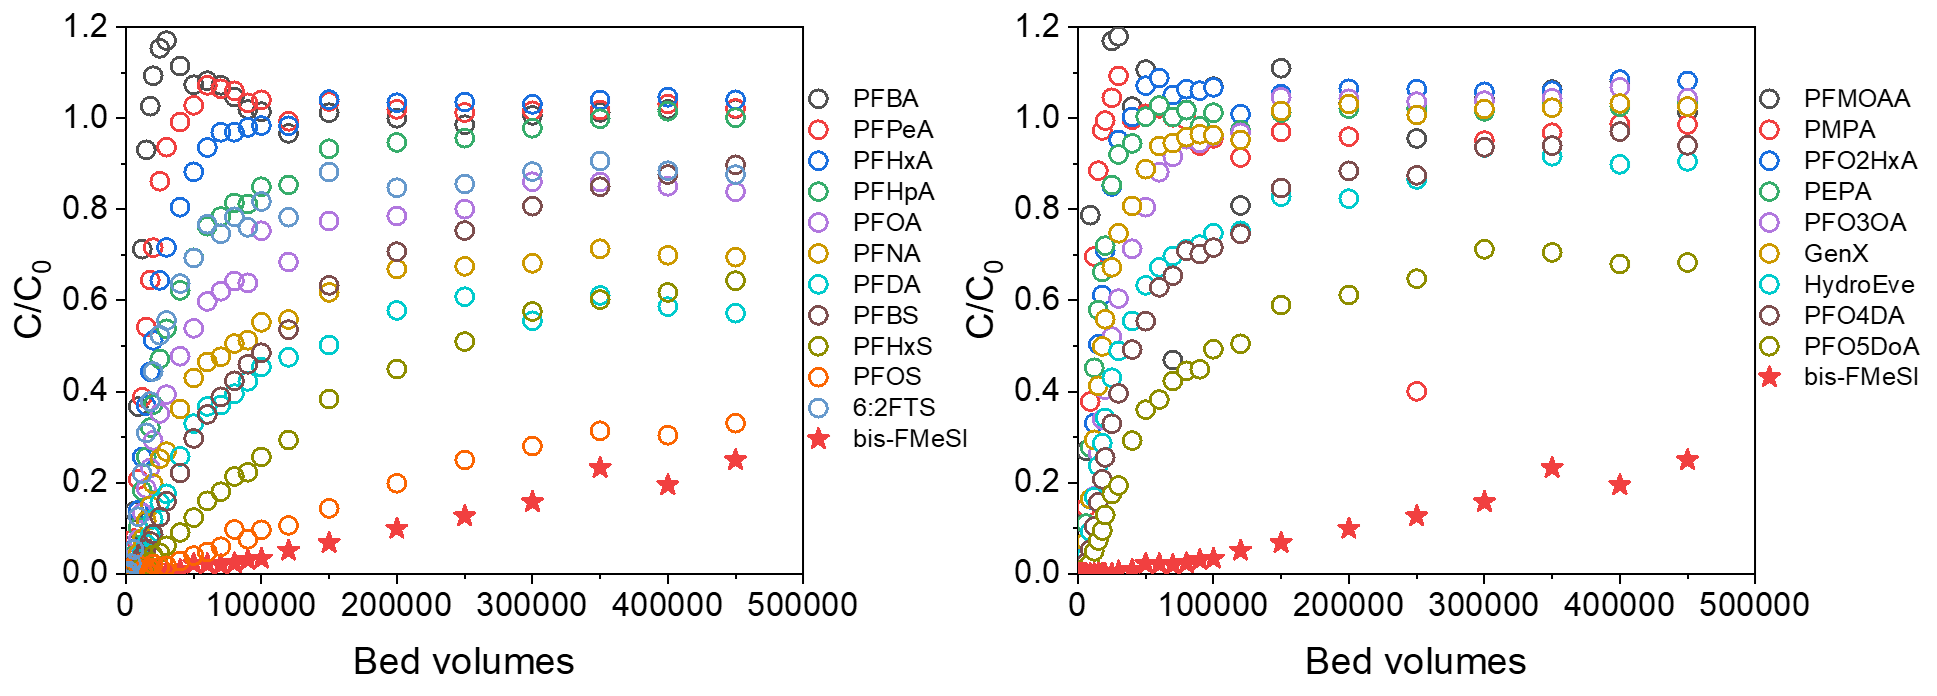 1.2
1.0
0.8
0.6
0.4
0.2
0.0
C/C₀
0
100000
200000
300000
400000
500000
Bed volumes
PFBA
PFPeA
PFHxA
PFHpA
PFOA
PFNA
PFDA
PFBS
PFHxS
PFOS
6:2FTS
bis-FMeSI
1.2
1.0
0.8
0.6
0.4
0.2
0.0
C/C₀
0
100000
200000
300000
400000
500000
Bed volumes
PFMOAA
PMPA
PFO2HxA
PEPA
PFO3OA
GenX
HydroEve
PFO4DA
PFO5DoA
bis-FMeSI